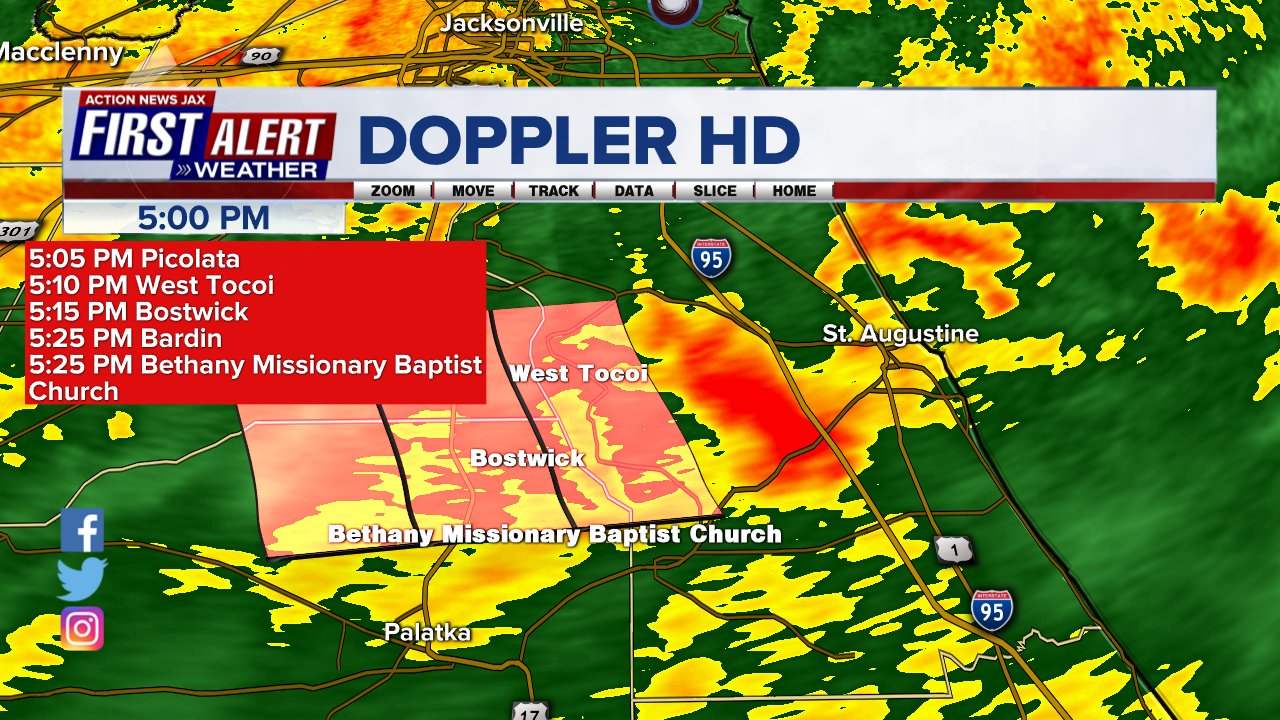 Jacksonville
Macclenny
90
ACTION NEWS JAX
FIRST ALERT
WEATHER
DOPPLER HD
ZOOM MOVE TRACK DATA SLICE HOME
5:00 PM
301
5:05 PM Picolata
5:10 PM West Tocoi
5:15 PM Bostwick
5:25 PM Bardin
5:25 PM Bethany Missionary Baptist
Church
INTERSTATE
95
St. Augustine
West Tocoi
Bostwick
Bethany Missionary Baptist Church
1
INTERSTATE
95
Palatka
17